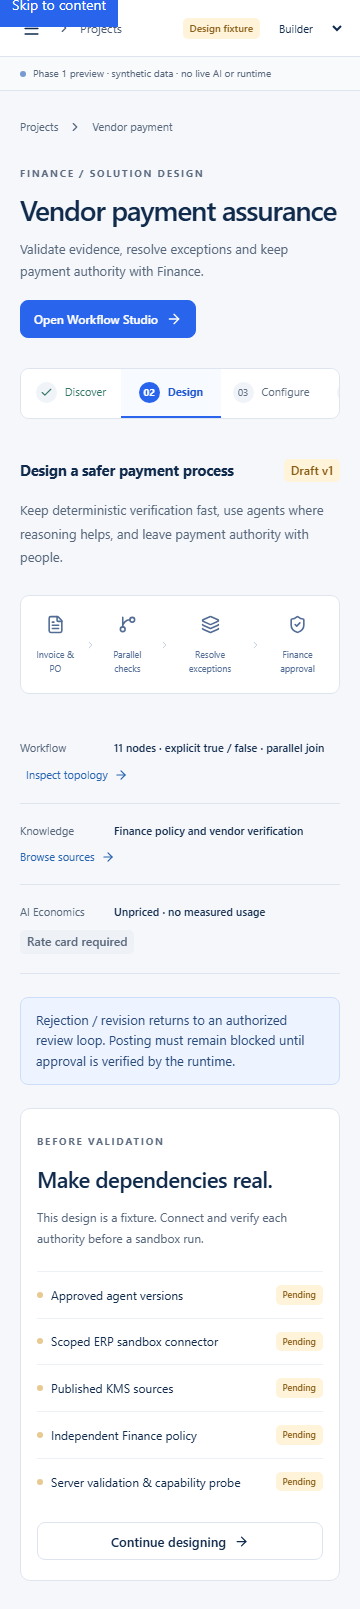 Skip to content
Projects
Design fixture
Builder
Phase 1 preview · synthetic data · no live AI or runtime
Projects
Vendor payment
FINANCE / SOLUTION DESIGN
Vendor payment assurance
Validate evidence, resolve exceptions and keep
payment authority with Finance.
Open Workflow Studio
Discover
02 Design
03 Configure
Design a safer payment process
Draft v1
Keep deterministic verification fast, use agents where
reasoning helps, and leave payment authority with
people.
Invoice &
PO
Parallel
checks
Resolve
exceptions
Finance
approval
Workflow
11 nodes · explicit true / false · parallel join
Inspect topology
Knowledge
Finance policy and vendor verification
Browse sources
AI Economics
Unpriced · no measured usage
Rate card required
Rejection / revision returns to an authorized
review loop. Posting must remain blocked until
approval is verified by the runtime.
BEFORE VALIDATION
Make dependencies real.
This design is a fixture. Connect and verify each
authority before a sandbox run.
Approved agent versions
Pending
Scoped ERP sandbox connector
Pending
Published KMS sources
Pending
Independent Finance policy
Pending
Server validation & capability probe
Pending
Continue designing